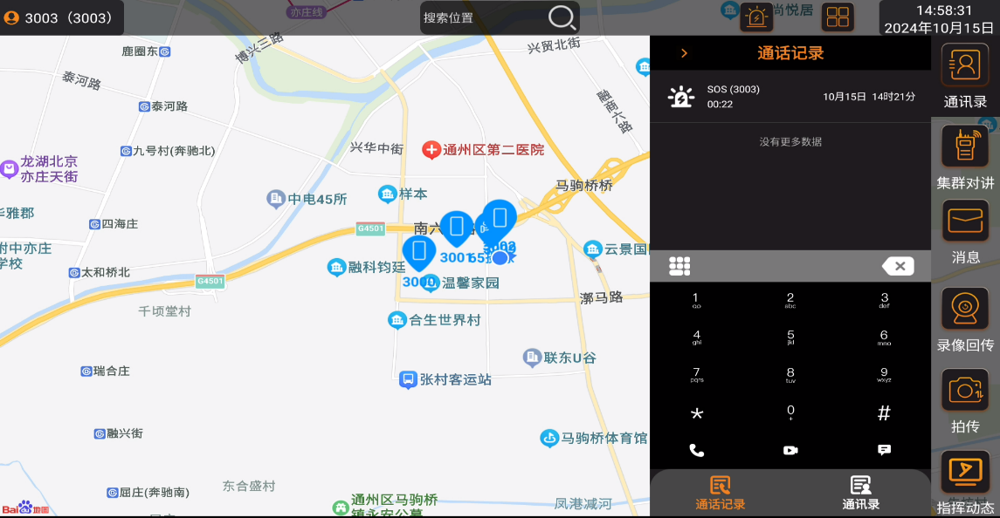 3003（3003）
亦庄线
搜索位置
尚悦居
14:58:31
2024年10月15日
鹿圈东
博兴三路
兴贸北街
泰河路
泰河路
融商六路
九号村(奔驰北)
兴华中街
通州区第二医院
龙湖北京
亦庄天街
马驹桥桥
中电45所
样本
四海庄
G4501
南六
云景国
附中亦庄
学校
3001
3002
太和桥北
融科钧廷
3000
温馨家园
G4501
漷马路
千顷堂村
合生世界村
联东U谷
瑞合庄
张村客运站
融兴街
马驹桥体育馆
屈庄(奔驰南)
东合盛村
通州区马驹桥
镇永安公墓
凤港减河
Bai 地图
通话记录
SOS (3003)
00:22
10月15日 14时21分
没有更多数据
1
2 abc
3 def
4 ghi
5 jkl
6 mno
7 pqrs
8 tuv
9 wxyz
*
0 +
#
通话记录
通讯录
通讯录
集群对讲
消息
录像回传
拍传
指挥动态